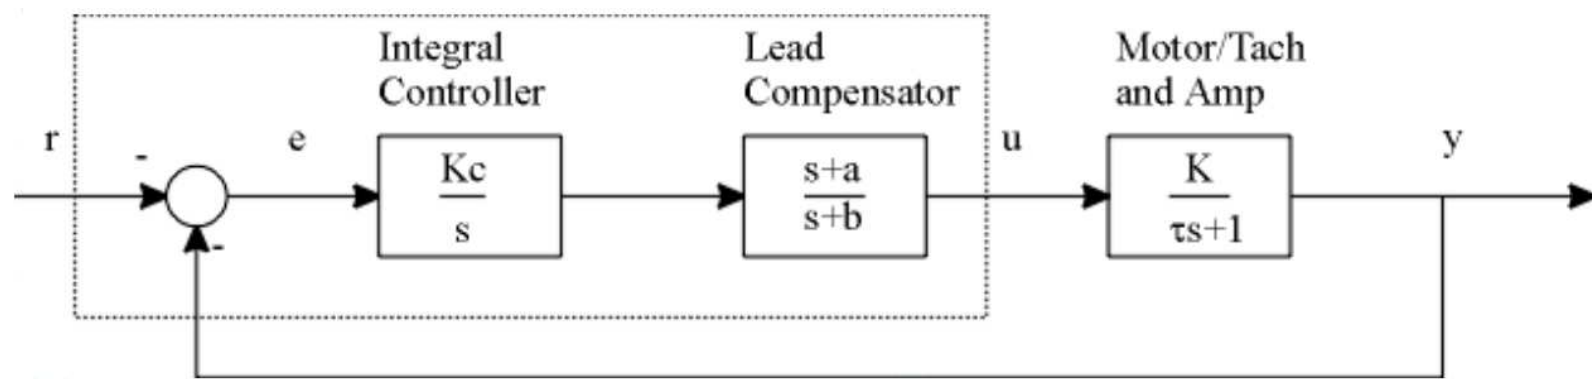 Integral
Controller
Lead
Compensator
Motor/Tach
and Amp
r
-
e
Kc
s
s+a
s+b
u
K
τs+1
y
-